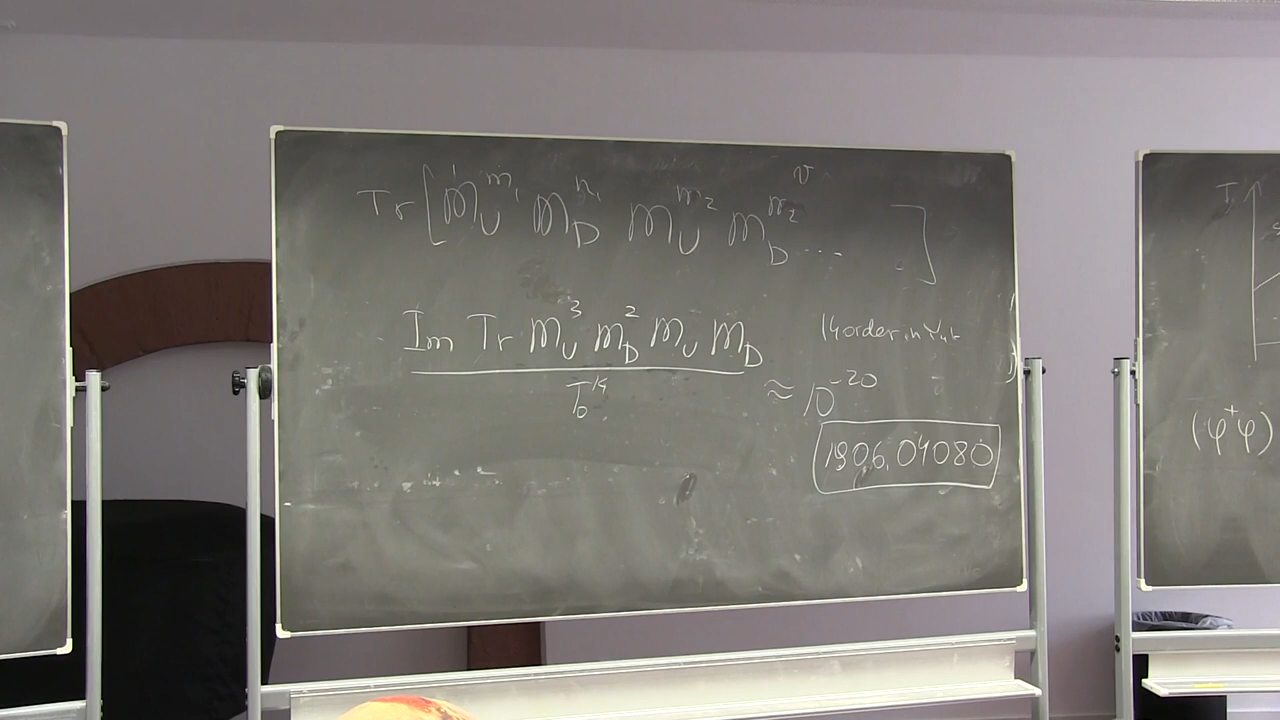 Tr [ M_U^{m_1} M_D^{n_1} M_U^{m_2} M_D^{n_2} ... ]
Im Tr M_U^3 M_D^2 M_U M_D
14 order in Yuk
T_0^{14}
≈ 10^{-20}
1906.04080
(φ^+φ)